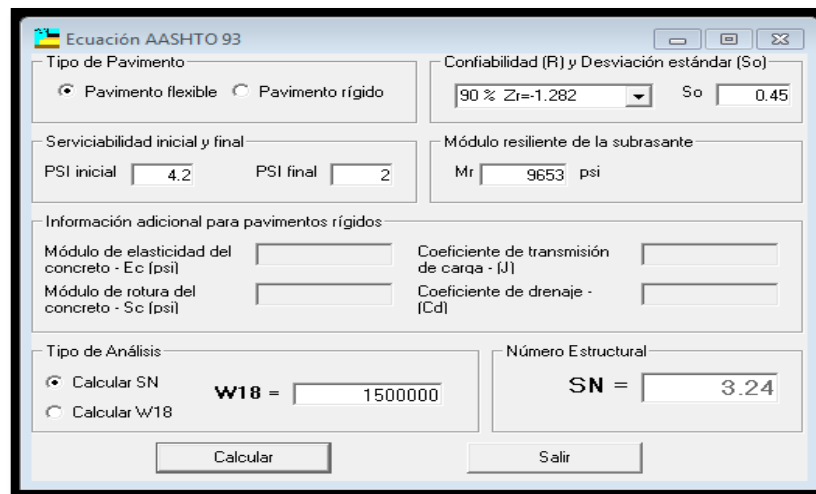 Ecuación AASHTO 93
Tipo de Pavimento
Pavimento flexible Pavimento rígido
Confiabilidad (R) y Desviación estándar (So)
90 % Zr=-1.282 So 0.45
Serviciabilidad inicial y final
PSI inicial 4.2 PSI final 2
Módulo resiliente de la subrasante
Mr 9653 psi
Información adicional para pavimentos rígidos
Módulo de elasticidad del
concreto - Ec (psi)
Coeficiente de transmisión
de carga - (J)
Módulo de rotura del
concreto - Sc (psi)
Coeficiente de drenaje -
(Cd)
Tipo de Análisis
Calcular SN
Calcular W18
W18 = 1500000
Número Estructural
SN = 3.24
Calcular
Salir